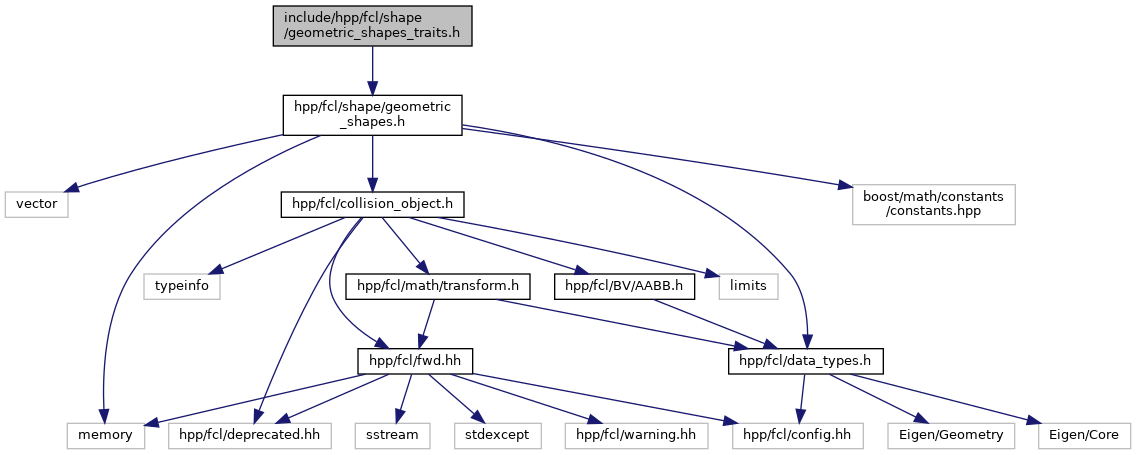 include/hpp/fcl/shape
/geometric_shapes_traits.h
hpp/fcl/shape/geometric
_shapes.h
vector
hpp/fcl/collision_object.h
boost/math/constants
/constants.hpp
typeinfo
hpp/fcl/math/transform.h
hpp/fcl/BV/AABB.h
limits
hpp/fcl/fwd.hh
hpp/fcl/data_types.h
memory
hpp/fcl/deprecated.hh
sstream
stdexcept
hpp/fcl/warning.hh
hpp/fcl/config.hh
Eigen/Geometry
Eigen/Core